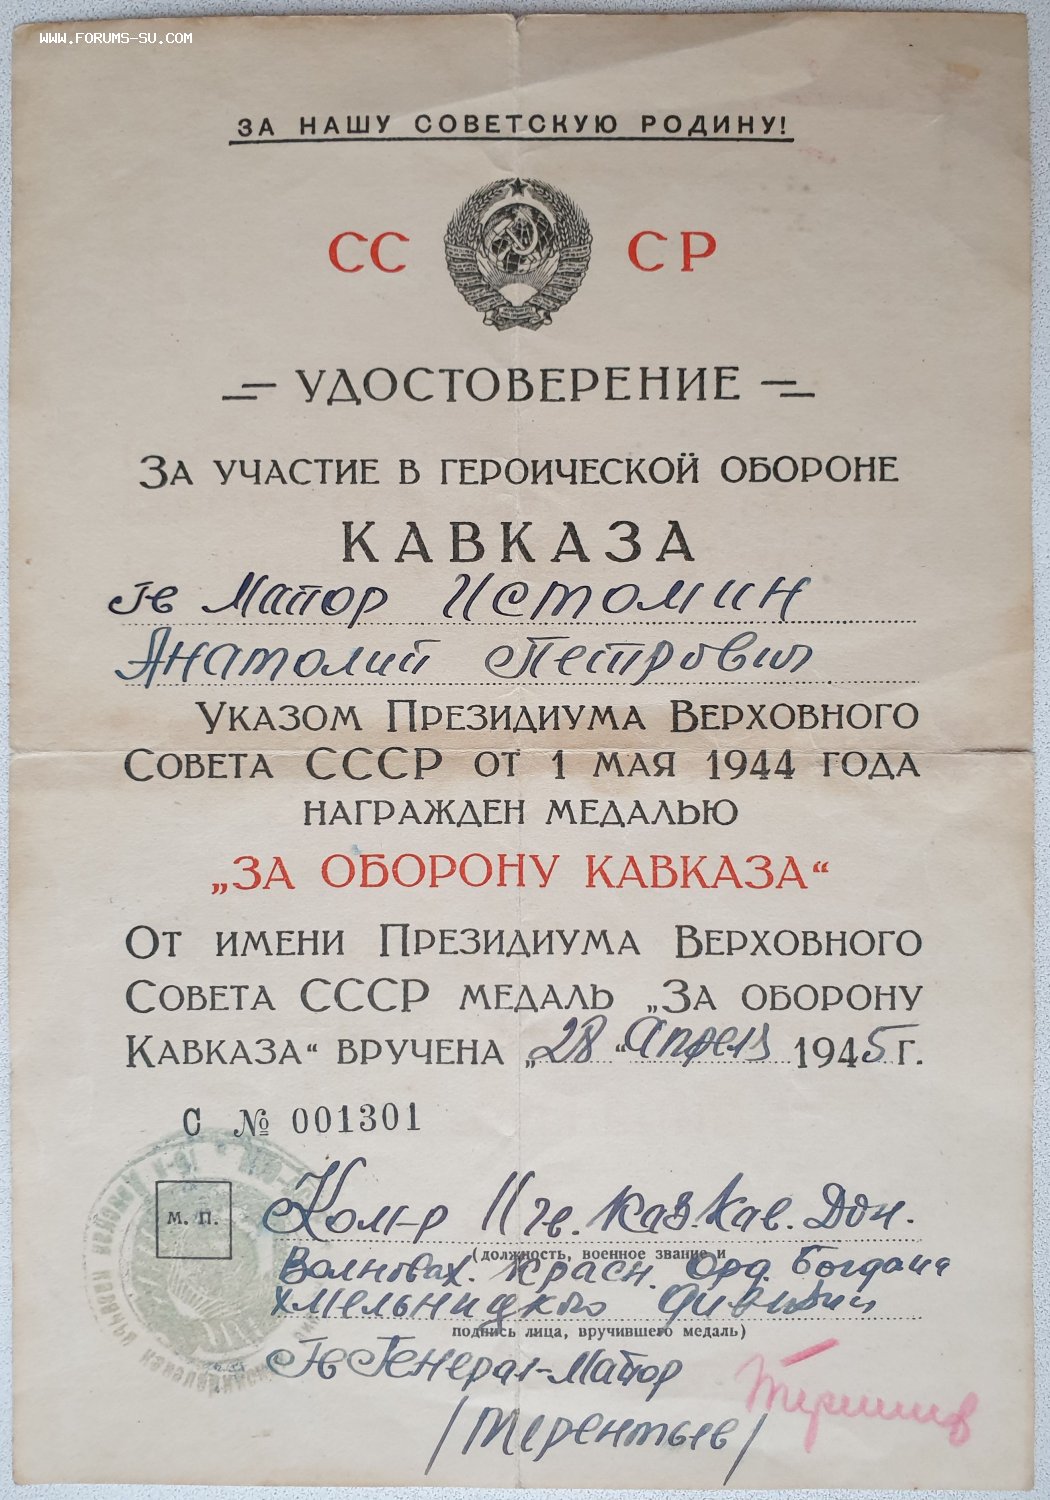 WWW.FORUMS-SU.COM
ЗА НАШУ СОВЕТСКУЮ РОДИНУ!
СС СР
УДОСТОВЕРЕНИЕ
ЗА УЧАСТИЕ В ГЕРОИЧЕСКОЙ ОБОРОНЕ
КАВКАЗА
Гв Майор Истомин
Анатолий Петрович
УКАЗОМ ПРЕЗИДИУМА ВЕРХОВНОГО
СОВЕТА СССР ОТ 1 МАЯ 1944 ГОДА
НАГРАЖДЕН МЕДАЛЬЮ
„ЗА ОБОРОНУ КАВКАЗА“
ОТ ИМЕНИ ПРЕЗИДИУМА ВЕРХОВНОГО
СОВЕТА СССР МЕДАЛЬ „ЗА ОБОРОНУ
КАВКАЗА“ ВРУЧЕНА „28“ Апреля 1945 Г.
С № 001301
М. П.
Ком-р 11 гв. Каз. Кав. Дон.
(должность, военное звание и
Волновах. Красн. Орд. Богдана
Хмельницкого дивизии
подпись лица, вручившего медаль)
Гв Генерал-Майор
/Терентьев/